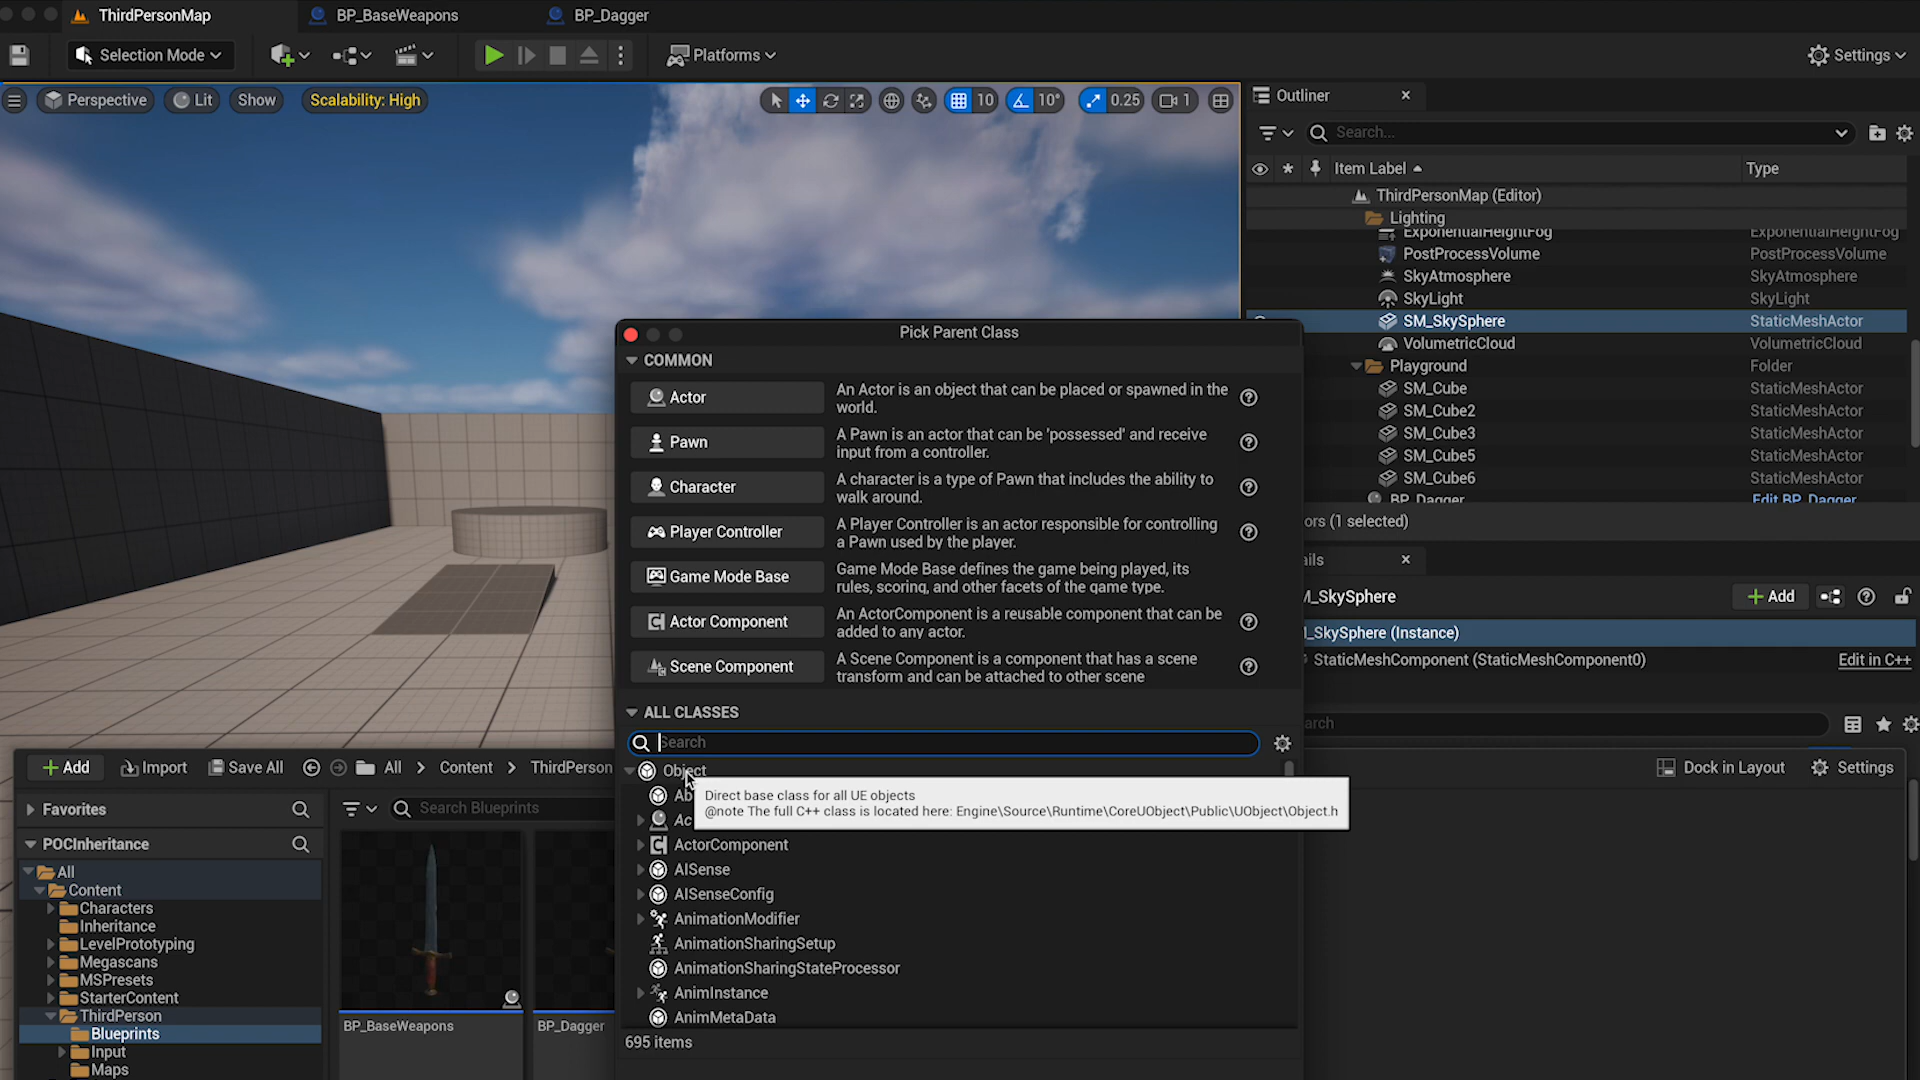 ThirdPersonMap
BP_BaseWeapons
BP_Dagger
Selection Mode
Platforms
Settings
Perspective
Lit
Show
Scalability: High
10
10°
0.25
1
Outliner
Search...
Item Label
Type
ThirdPersonMap (Editor)
Lighting
ExponentialHeightFog
ExponentialHeightFog
PostProcessVolume
PostProcessVolume
SkyAtmosphere
SkyAtmosphere
SkyLight
SkyLight
SM_SkySphere
StaticMeshActor
VolumetricCloud
VolumetricCloud
Playground
Folder
SM_Cube
StaticMeshActor
SM_Cube2
StaticMeshActor
SM_Cube3
StaticMeshActor
SM_Cube5
StaticMeshActor
SM_Cube6
StaticMeshActor
BP_Dagger
Edit BP_Dagger
ors (1 selected)
ails
M_SkySphere
Add
M_SkySphere (Instance)
StaticMeshComponent (StaticMeshComponent0)
Edit in C++
arch
Dock in Layout
Settings
Pick Parent Class
COMMON
Actor
An Actor is an object that can be placed or spawned in the
world.
Pawn
A Pawn is an actor that can be 'possessed' and receive
input from a controller.
Character
A character is a type of Pawn that includes the ability to
walk around.
Player Controller
A Player Controller is an actor responsible for controlling
a Pawn used by the player.
Game Mode Base
Game Mode Base defines the game being played, its
rules, scoring, and other facets of the game type.
Actor Component
An ActorComponent is a reusable component that can be
added to any actor.
Scene Component
A Scene Component is a component that has a scene
transform and can be attached to other scene
ALL CLASSES
Search
Object
Direct base class for all UE objects
@note The full C++ class is located here: Engine\Source\Runtime\CoreUObject\Public\UObject\Object.h
Ab
Ac
ActorComponent
AISense
AISenseConfig
AnimationModifier
AnimationSharingSetup
AnimationSharingStateProcessor
AnimInstance
AnimMetaData
695 items
Add
Import
Save All
All
Content
ThirdPerson
Favorites
Search Blueprints
POCInheritance
All
Content
Characters
Inheritance
LevelPrototyping
Megascans
MSPresets
StarterContent
ThirdPerson
Blueprints
Input
Maps
BP_BaseWeapons
BP_Dagger